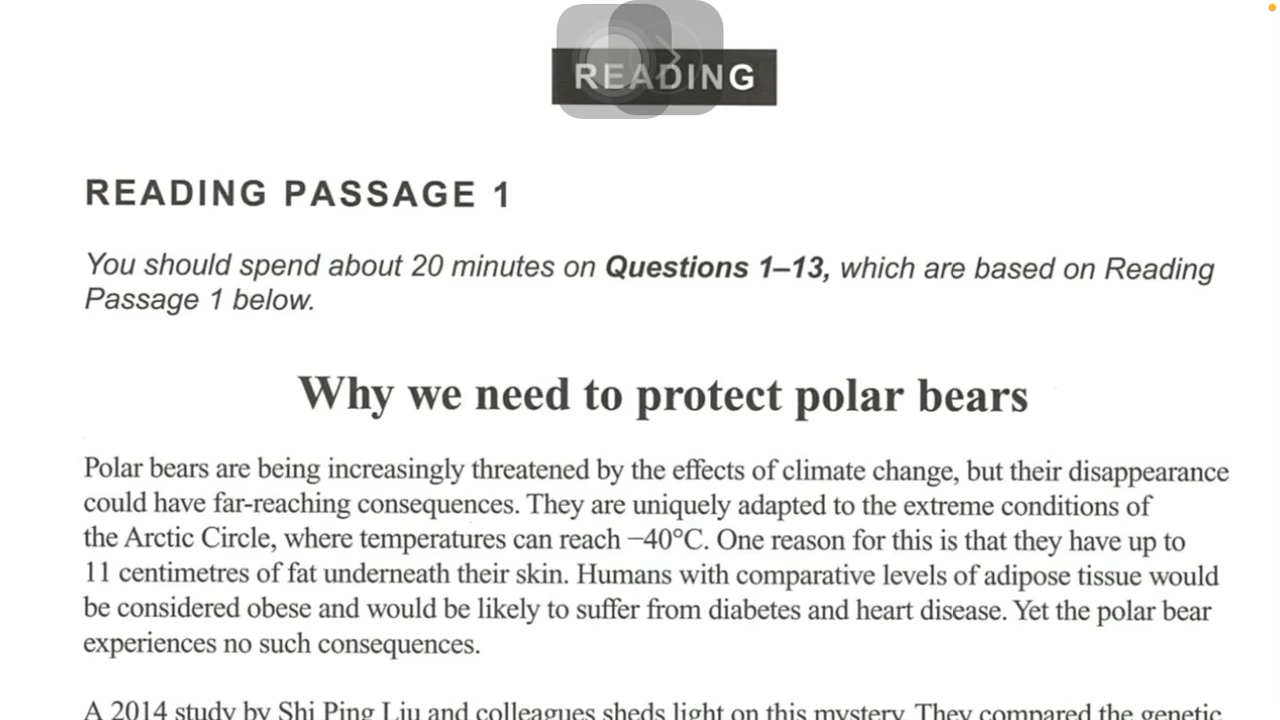 READING
READING PASSAGE 1
You should spend about 20 minutes on Questions 1–13, which are based on Reading
Passage 1 below.
Why we need to protect polar bears
Polar bears are being increasingly threatened by the effects of climate change, but their disappearance
could have far-reaching consequences. They are uniquely adapted to the extreme conditions of
the Arctic Circle, where temperatures can reach −40°C. One reason for this is that they have up to
11 centimetres of fat underneath their skin. Humans with comparative levels of adipose tissue would
be considered obese and would be likely to suffer from diabetes and heart disease. Yet the polar bear
experiences no such consequences.
A 2014 study by Shi Ping Liu and colleagues sheds light on this mystery. They compared the genetic